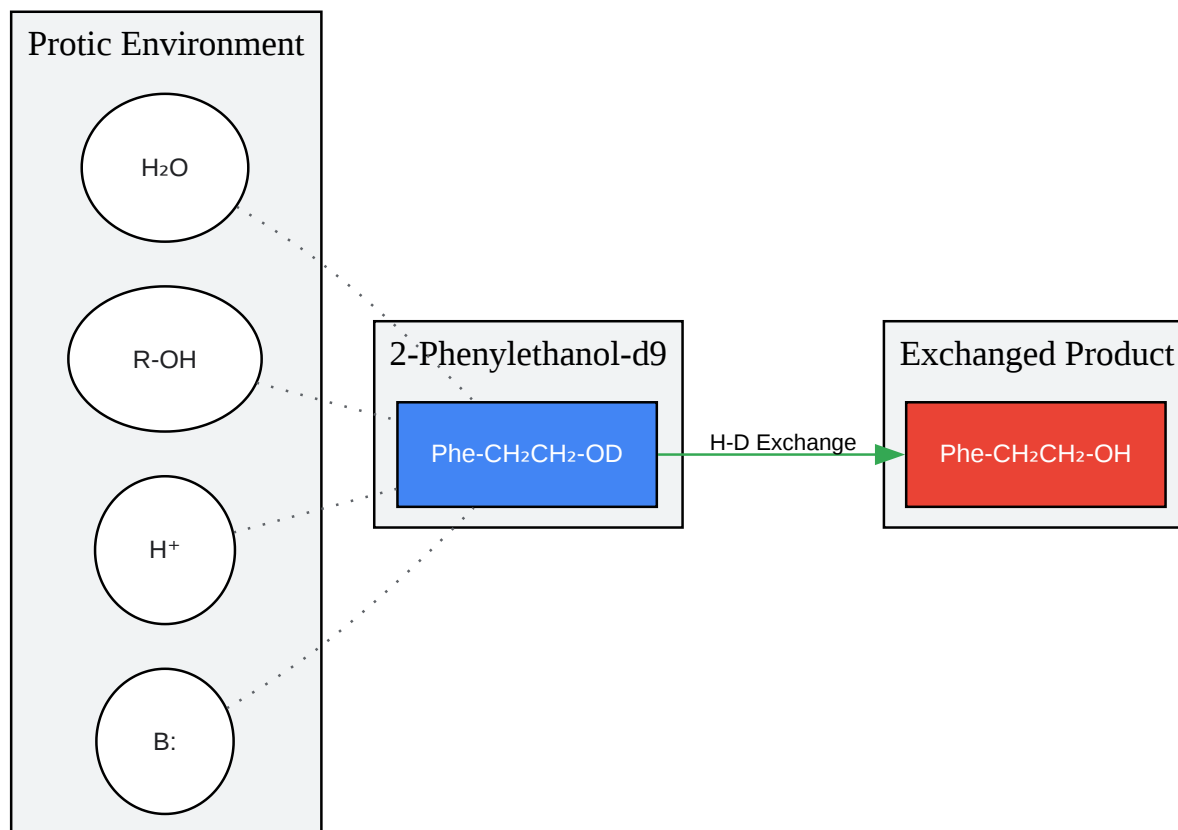 Protic Environment
H₂O
R-OH
H⁺
B:
2-Phenylethanol-d9
Phe-CH₂CH₂-OD
H-D Exchange
Exchanged Product
Phe-CH₂CH₂-OH